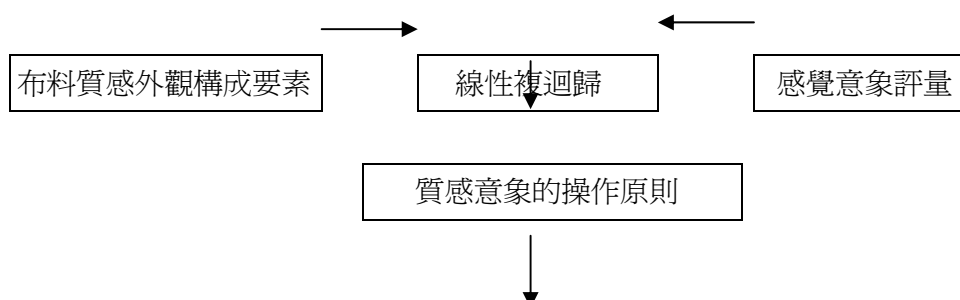 布料質感外觀構成要素
線性複迴歸
感覺意象評量
質感意象的操作原則